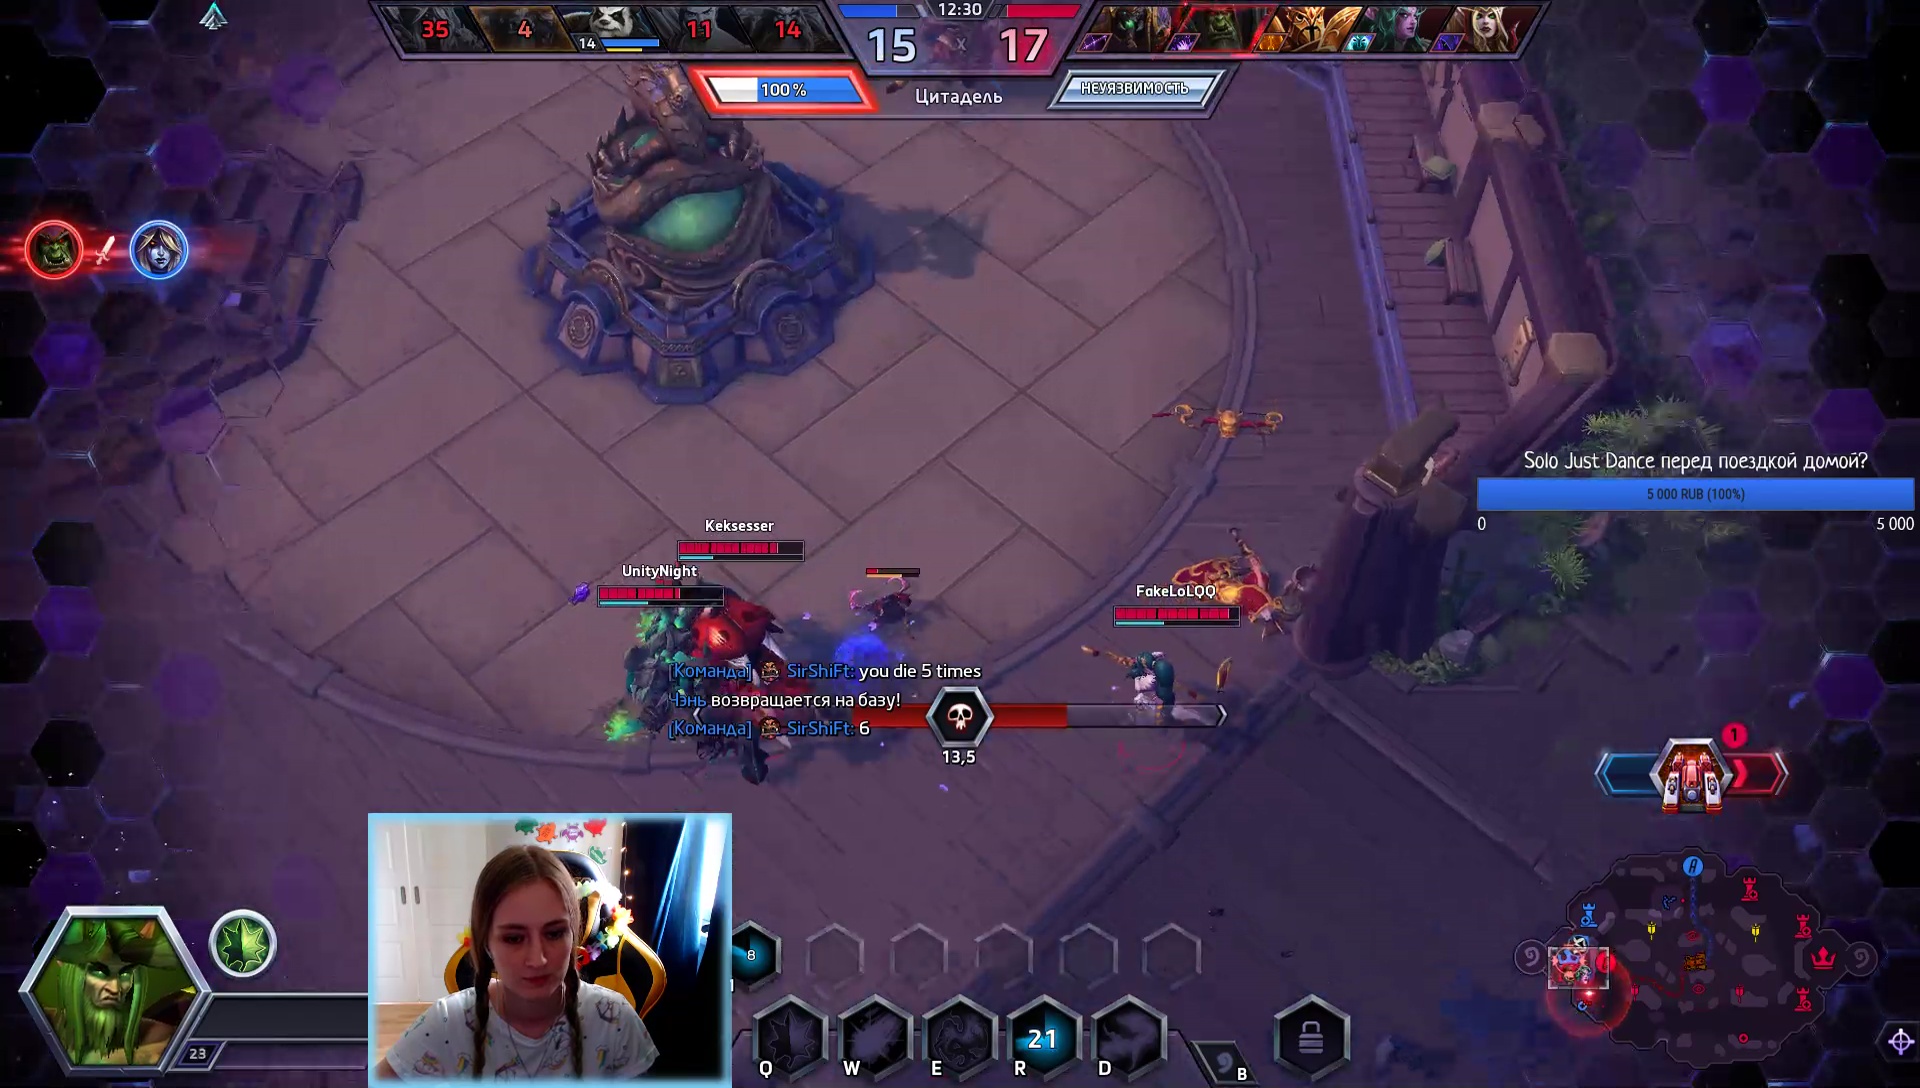 35
4
14
11
14
12:30
15
x
17
100%
Цитадель
НЕУЯЗВИМОСТЬ
Solo Just Dance перед поездкой домой?
5 000 RUB (100%)
0
5 000
Keksesser
UnityNight
FakeLoLQQ
[Команда] SirShiFt: you die 5 times
Чэнь возвращается на базу!
[Команда] SirShiFt: 6
13,5
1
8
23
21
Q
W
E
R
D
B